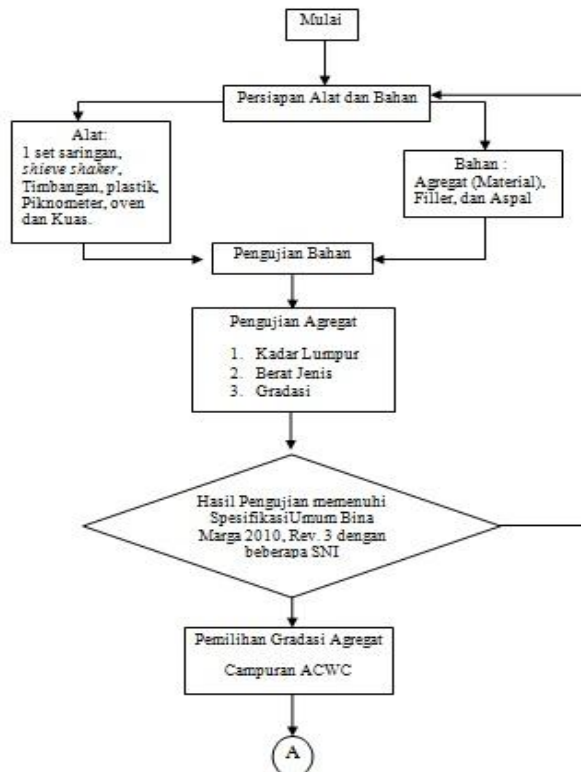 Mulai
Persiapan Alat dan Bahan
Alat:
1 set saringan,
shieve shaker,
Timbangan, plastik,
Piknometer, oven
dan Kuas.
Bahan :
Agregat (Material),
Filler, dan Aspal
Pengujian Bahan
Pengujian Agregat
1. Kadar Lumpur
2. Berat Jenis
3. Gradasi
Hasil Pengujian memenuhi
SpesifikasiUmum Bina
Marga 2010, Rev. 3 dengan
beberapa SNI
Pemilihan Gradasi Agregat
Campuran ACWC
A